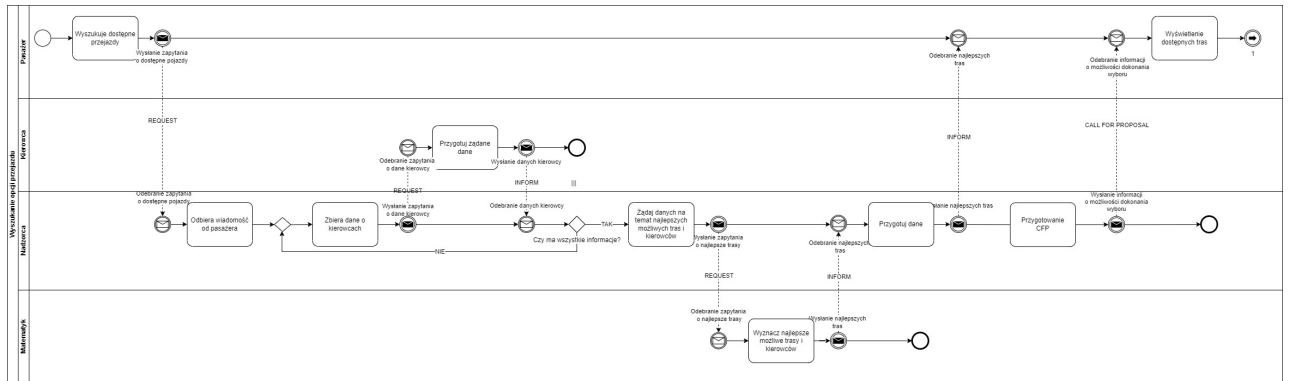 Wyszukanie opcji przejazdu
Pasażer
Wyszukuje dostępne
przejazdy
Wysłanie zapytania
o dostępne pojazdy
Odebranie najlepszych
tras
Odebranie informacji
o możliwości dokonania
wyboru
Wyświetlenie
dostępnych tras
1
REQUEST
INFORM
CALL FOR PROPOSAL
Kierowca
Odebranie zapytania
o dane kierowcy
Przygotuj żądane
dane
Wysłanie danych kierowcy
REQUEST
INFORM
|||
Nadzorca
Odebranie zapytania
o dostępne pojazdy
Odbiera wiadomość
od pasażera
Zbiera dane o
kierowcach
Wysłanie zapytania
o dane kierowcy
Odebranie danych kierowcy
Czy ma wszystkie informacje?
TAK
NIE
Żądaj danych na
temat najlepszych
możliwych tras i
kierowców
Wysłanie zapytania
o najlepsze trasy
Odebranie najlepszych
tras
Przygotuj dane
Wysłanie najlepszych tras
Przygotowanie
CFP
Wysłanie informacji
o możliwości dokonania
wyboru
REQUEST
INFORM
Matematyk
Odebranie zapytania
o najlepsze trasy
Wyznacz najlepsze
możliwe trasy i
kierowców
Wysłanie najlepszych
tras